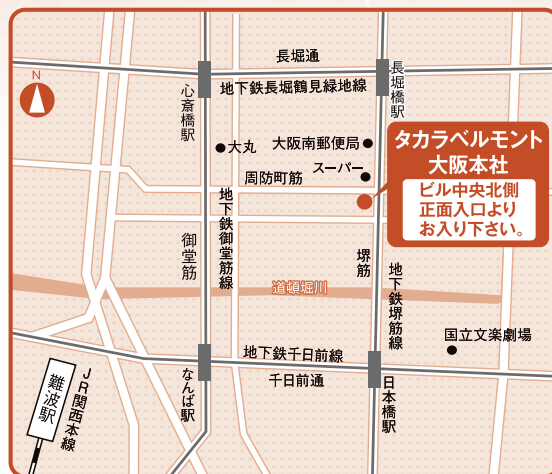 長堀通
N
地下鉄長堀鶴見緑地線
長堀橋駅
心斎橋駅
大丸
大阪南郵便局
スーパー
周防町筋
タカラベルモント
大阪本社
ビル中央北側
正面入口より
お入り下さい。
地下鉄御堂筋線
御堂筋
堺筋
地下鉄堺筋線
道頓堀川
国立文楽劇場
地下鉄千日前線
千日前通
なんば駅
日本橋駅
難波駅
JR関西本線